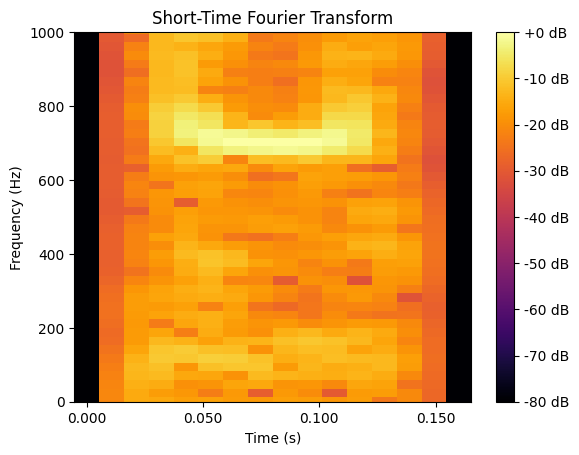 Short-Time Fourier Transform
1000
800
600
400
200
0
Frequency (Hz)
0.000
0.050
0.100
0.150
Time (s)
+0 dB
-10 dB
-20 dB
-30 dB
-40 dB
-50 dB
-60 dB
-70 dB
-80 dB